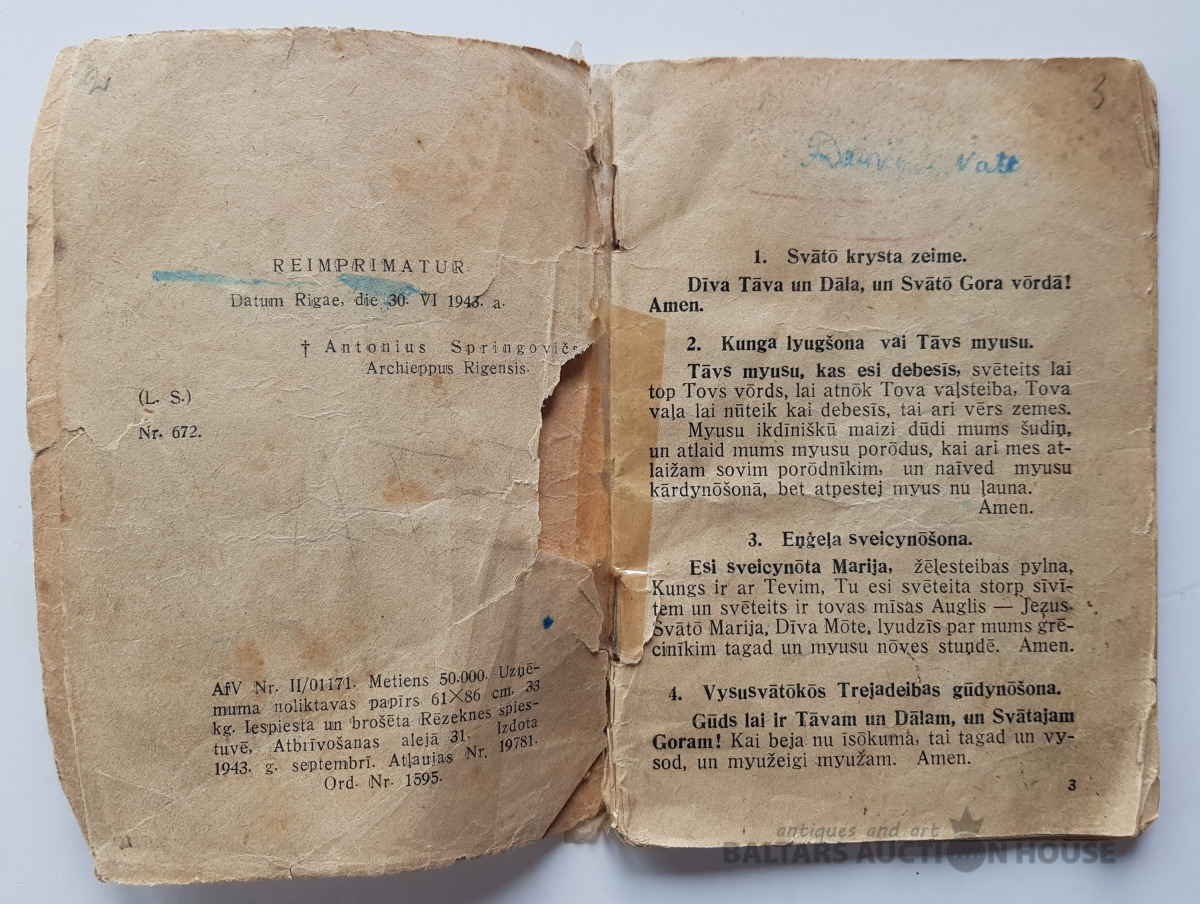 REIMPRIMATUR
Datum Rigae, die 30. VI 1943. a.
† Antonius Springovičs
Archieppus Rigensis.
(L. S.)
Nr. 672.
AfV Nr. II/01171. Metiens 50.000. Uzņē-
muma noliktavas papīrs 61×86 cm. 33
kg. Iespiesta un brošēta Rēzeknes spies-
tuvē, Atbrīvošanas alejā 31. Izdota
1943. g. septembrī. Atļaujas Nr. 19781.
Ord. Nr. 1595.
3
1. Svātō krysta zeime.
Dīva Tāva un Dāla, un Svātō Gora vōrdā!
Amen.
2. Kunga lyugšona vai Tāvs myusu.
Tāvs myusu, kas esi debesīs, svēteits lai
top Tovs vōrds, lai atnōk Tova vaļsteiba, Tova
vaļa lai nūteik kai debesīs, tai ari vērs zemes.
Myusu ikdīniškū maizi dūdi mums šudiņ,
un atlaid mums myusu porōdus, kai ari mes at-
laižam sovim porōdnīkim, un naīved myusu
kārdynōšonā, bet atpestej myus nu ļauna.
Amen.
3. Eņģeļa sveicynōšona.
Esi sveicynōta Marija, žēlesteibas pylna,
Kungs ir ar Tevim, Tu esi svēteita storp sīvī-
tem un svēteits ir tovas mīsas Auglis — Jezus.
Svātō Marija, Dīva Mōte, lyudzīs par mums grē-
cinīkim tagad un myusu nōves stuņdē. Amen.
4. Vysusvātōkōs Trejadeibas gūdynōšona.
Gūds lai ir Tāvam un Dālam, un Svātajam
Goram! Kai beja nu īsōkumā, tai tagad un vy-
sod, un myužeigi myužam. Amen.
3
antiques and art
BALTARS AUCTION HOUSE